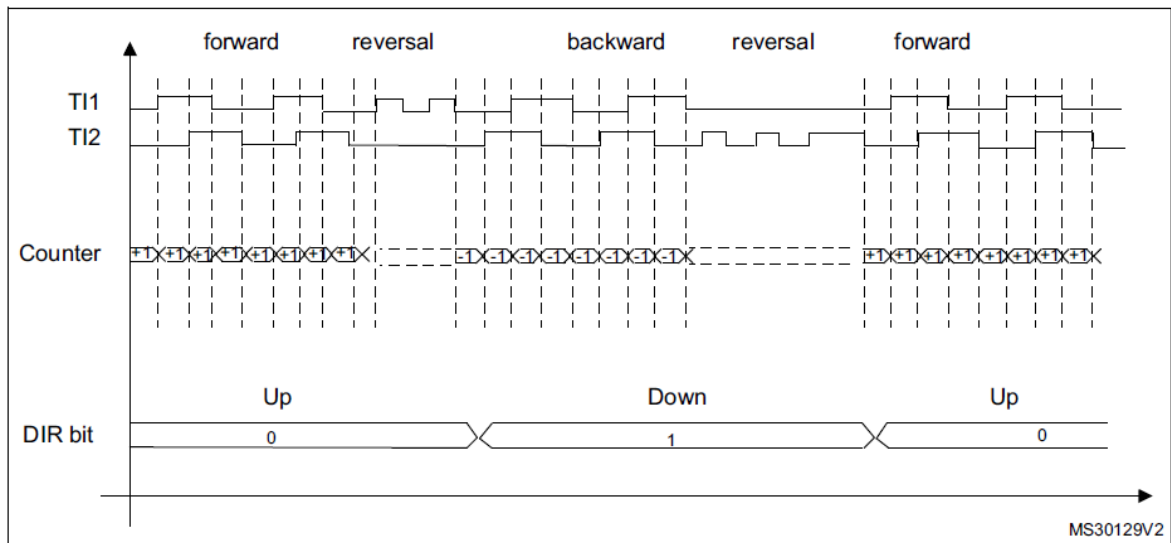 forward reversal backward reversal forward
TI1
TI2
Counter +1 +1 +1 +1 +1 +1 +1 +1 -1 -1 -1 -1 -1 -1 -1 -1 +1 +1 +1 +1 +1 +1 +1 +1
Up Down Up
DIR bit 0 1 0
MS30129V2